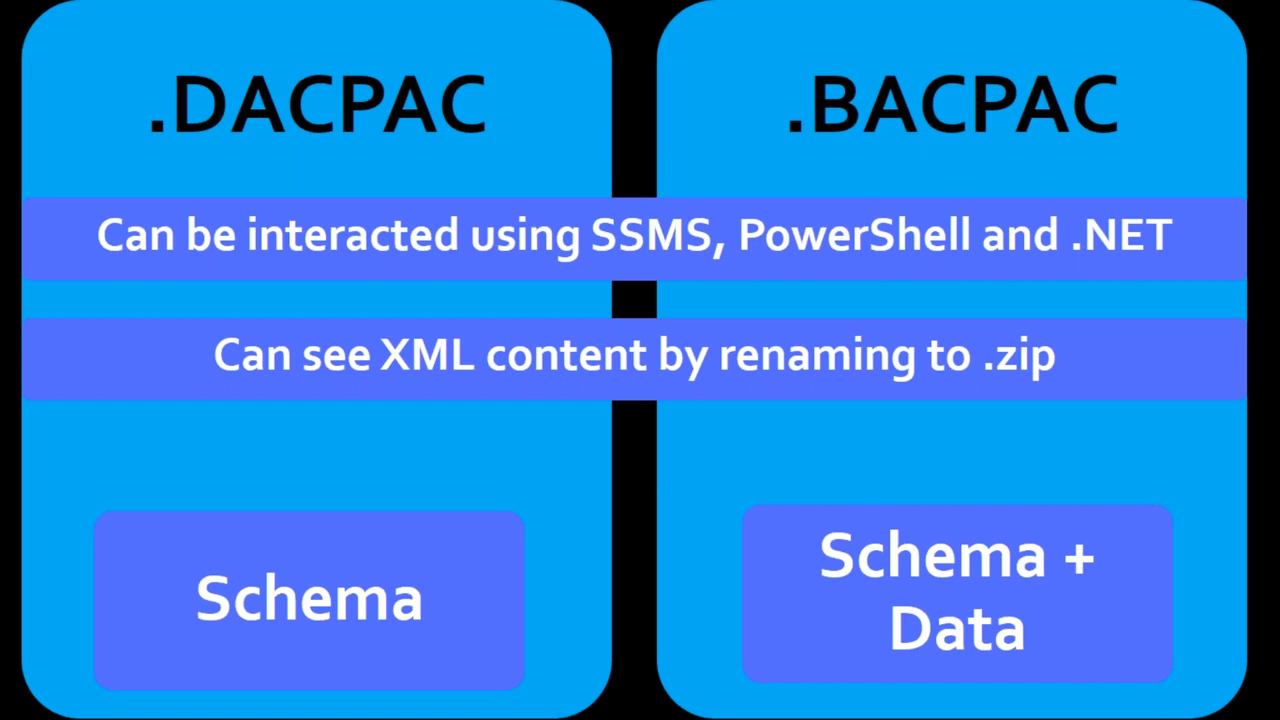 .DACPAC
.BACPAC
Can be interacted using SSMS, PowerShell and .NET
Can see XML content by renaming to .zip
Schema
Schema +
Data